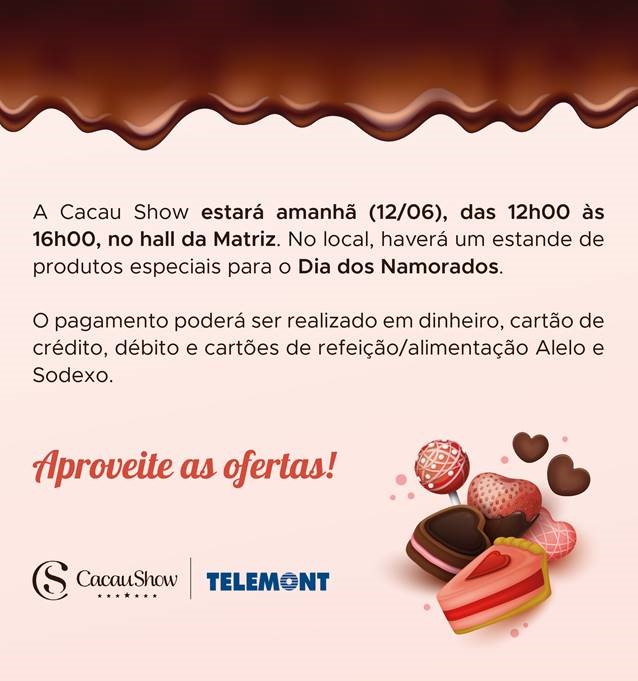 A Cacau Show estará amanhã (12/06), das 12h00 às
16h00, no hall da Matriz. No local, haverá um estande de
produtos especiais para o Dia dos Namorados.
O pagamento poderá ser realizado em dinheiro, cartão de
crédito, débito e cartões de refeição/alimentação Alelo e
Sodexo.
Aproveite as ofertas!
CS CacauShow TELEMONT